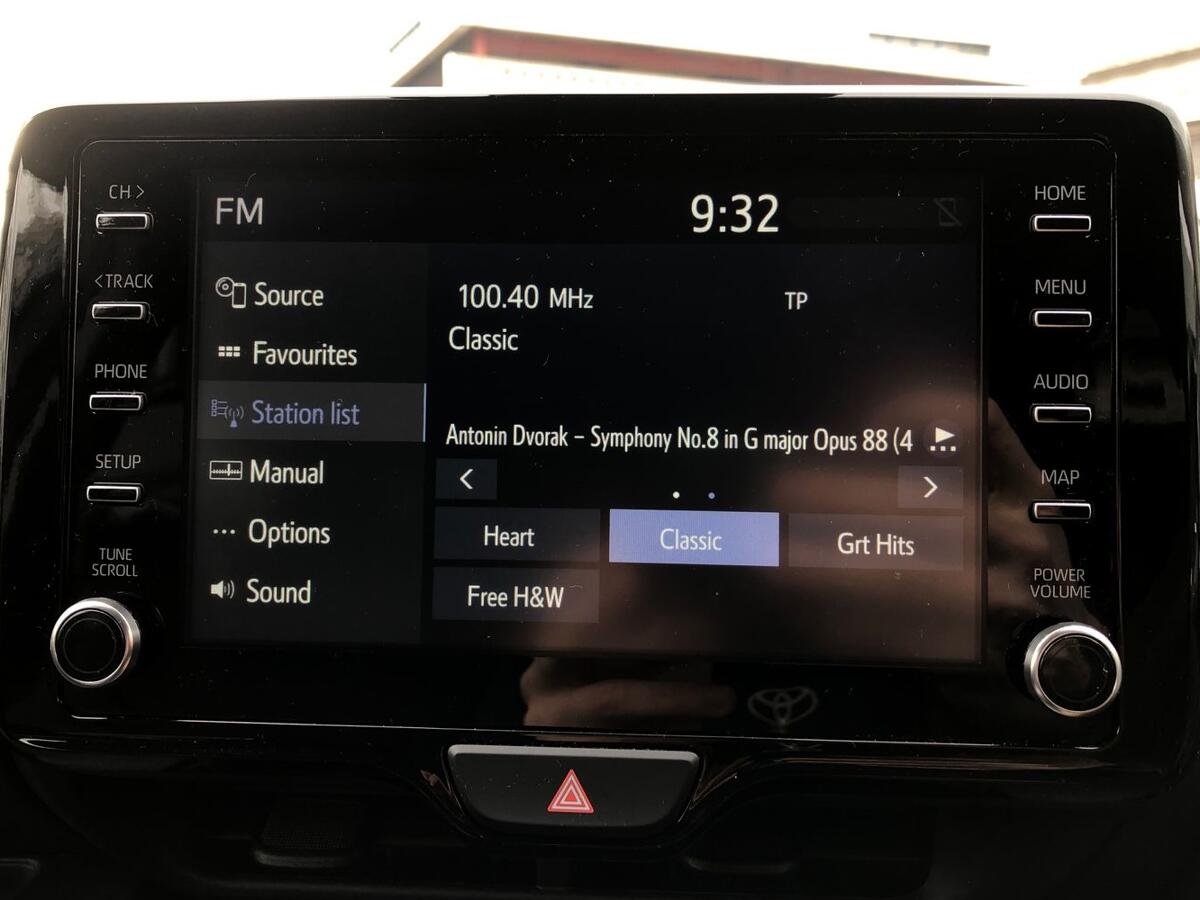 CH>
<TRACK
PHONE
SETUP
TUNE
SCROLL
FM
9:32
Source
Favourites
Station list
Manual
Options
Sound
100.40 MHz
TP
Classic
Antonin Dvorak – Symphony No.8 in G major Opus 88 (4
<
>
Heart
Classic
Grt Hits
Free H&W
HOME
MENU
AUDIO
MAP
POWER
VOLUME